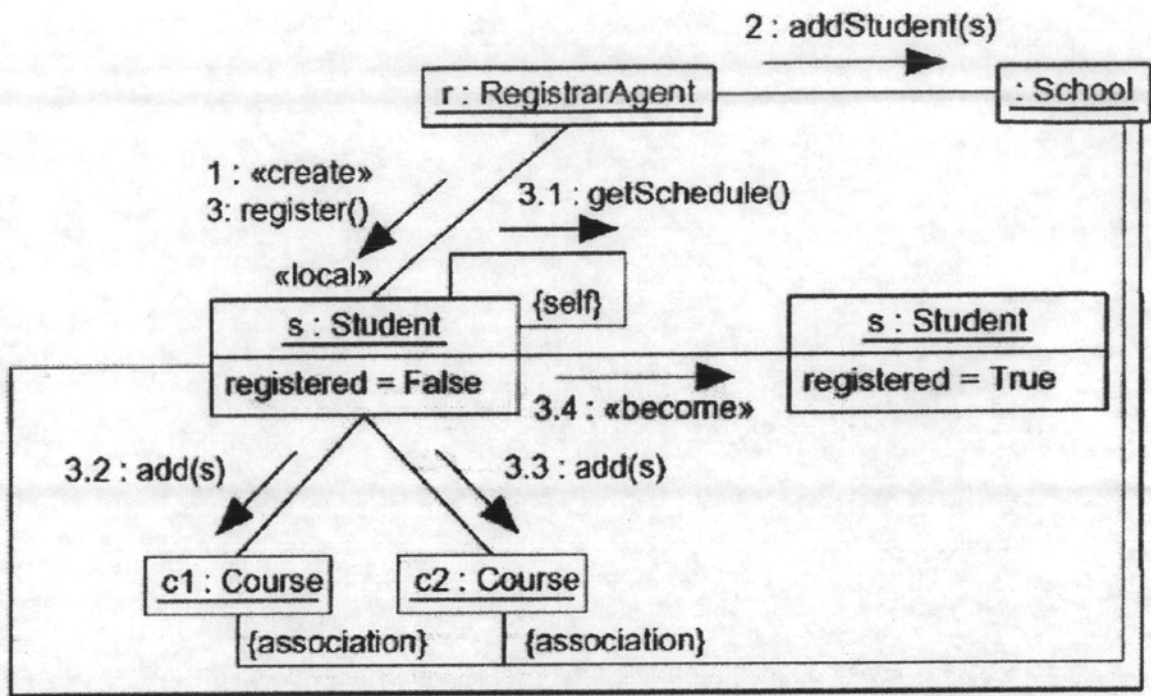 2 : addStudent(s)
r : RegistrarAgent
: School
1 : «create»
3: register()
3.1 : getSchedule()
«local»
{self}
s : Student
registered = False
3.4 : «become»
s : Student
registered = True
3.2 : add(s)
3.3 : add(s)
c1 : Course
c2 : Course
{association}
{association}